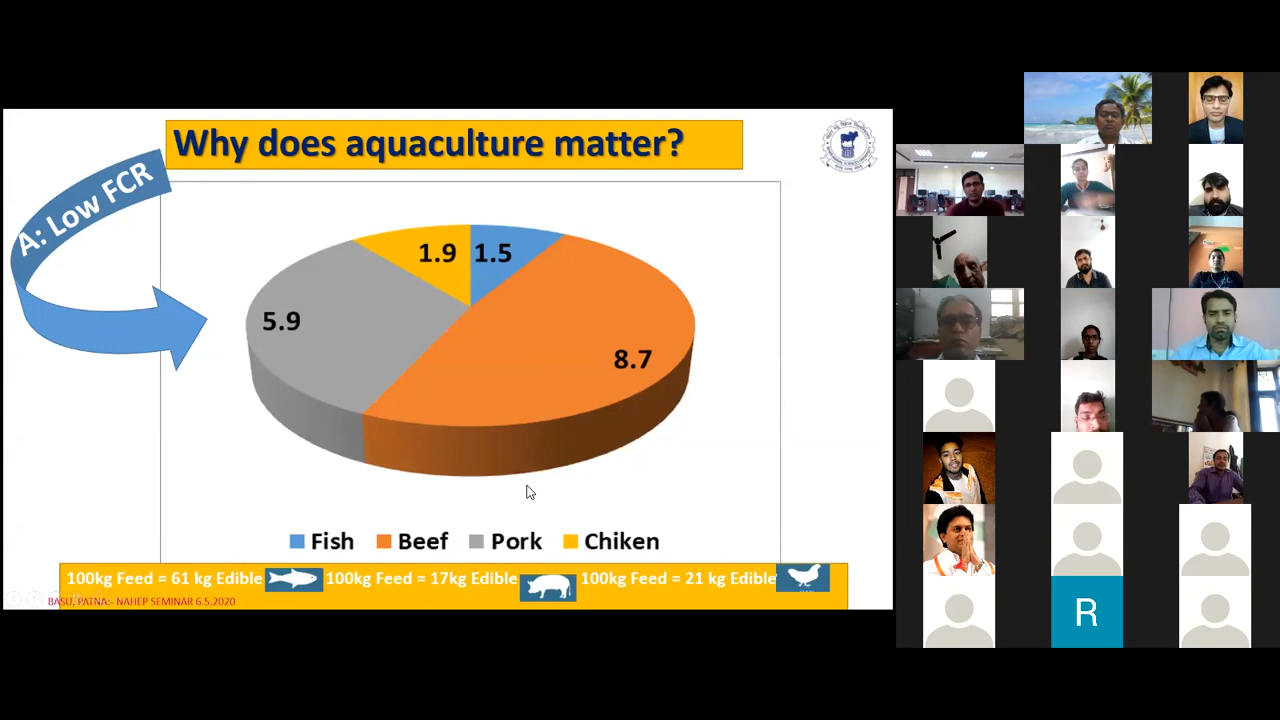 Why does aquaculture matter?
A: Low FCR
1.9
1.5
5.9
8.7
Fish
Beef
Pork
Chiken
100kg Feed = 61 kg Edible
100kg Feed = 17kg Edible
100kg Feed = 21 kg Edible
BASU, PATNA:- NAHEP SEMINAR 6.5.2020
R